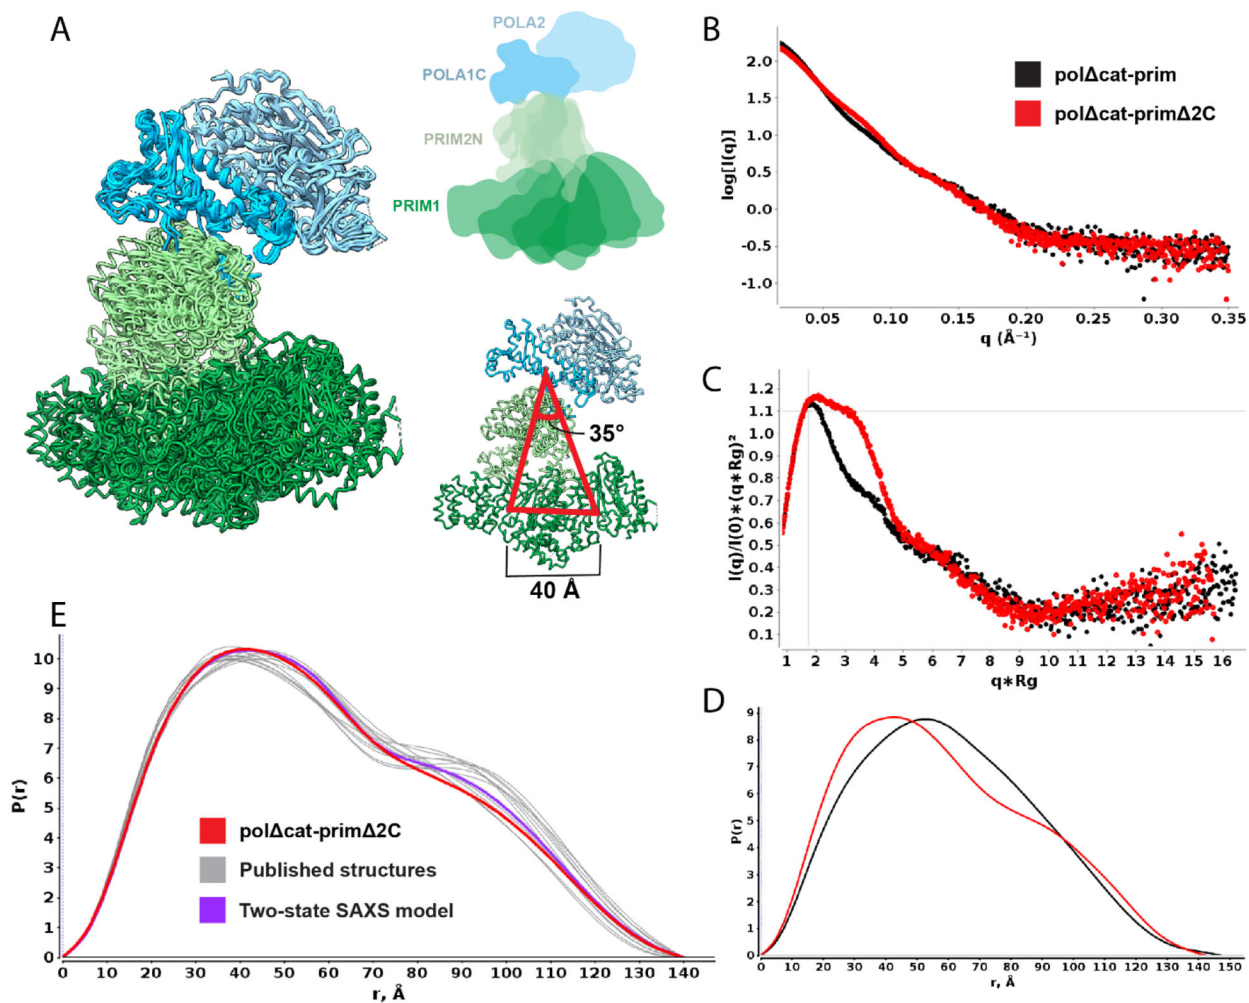 A
POLA2
POLA1C
PRIM2N
PRIM1
35°
40 Å
B
log[I(q)]
2.0
1.5
1.0
0.5
0.0
-0.5
-1.0
polΔcat-prim
polΔcat-primΔ2C
0.05 0.10 0.15 0.20 0.25 0.30 0.35
q (Å⁻¹)
C
I(q)/I(0)*(q*Rg)²
1.2
1.1
1.0
0.9
0.8
0.7
0.6
0.5
0.4
0.3
0.2
0.1
1 2 3 4 5 6 7 8 9 10 11 12 13 14 15 16
q*Rg
D
P(r)
9
8
7
6
5
4
3
2
1
0
0 10 20 30 40 50 60 70 80 90 100 110 120 130 150
r, Å
E
P(r)
10
9
8
7
6
5
4
3
2
1
0
polΔcat-primΔ2C
Published structures
Two-state SAXS model
0 10 20 30 40 50 60 70 80 90 100 110 120 130 140
r, Å